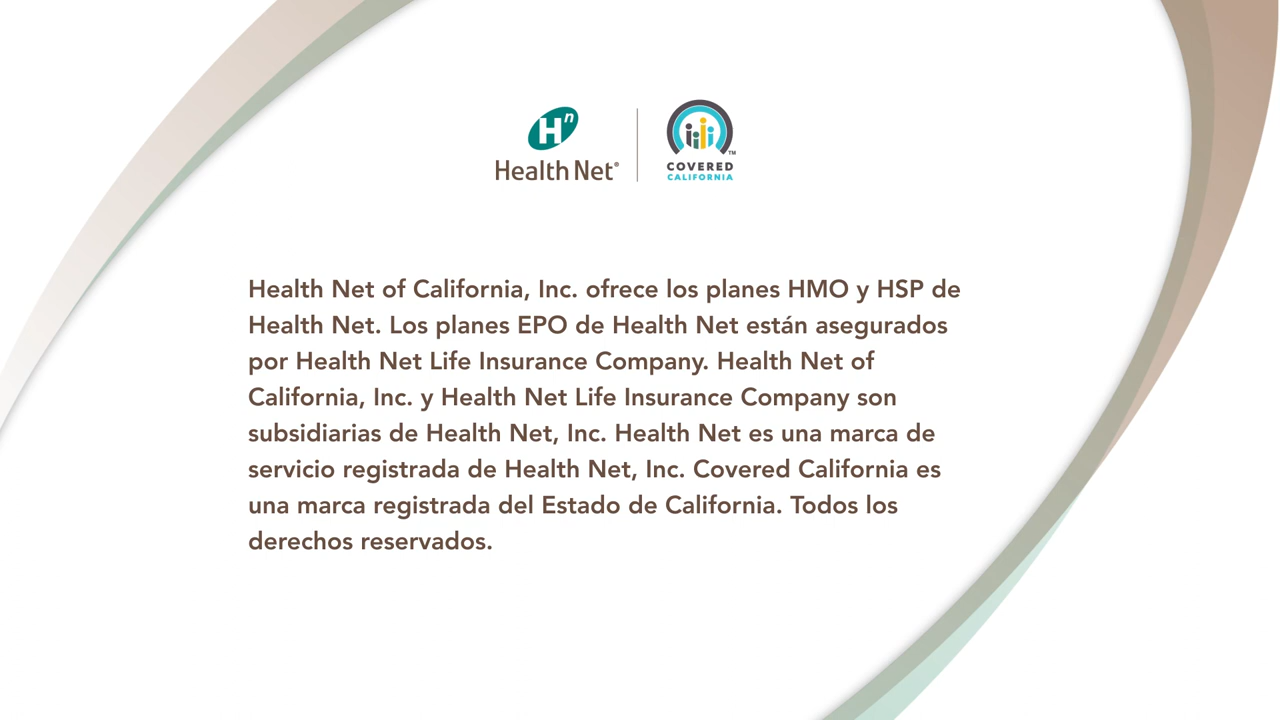 Hn
Health Net®
COVERED
CALIFORNIA
™
Health Net of California, Inc. ofrece los planes HMO y HSP de
Health Net. Los planes EPO de Health Net están asegurados
por Health Net Life Insurance Company. Health Net of
California, Inc. y Health Net Life Insurance Company son
subsidiarias de Health Net, Inc. Health Net es una marca de
servicio registrada de Health Net, Inc. Covered California es
una marca registrada del Estado de California. Todos los
derechos reservados.